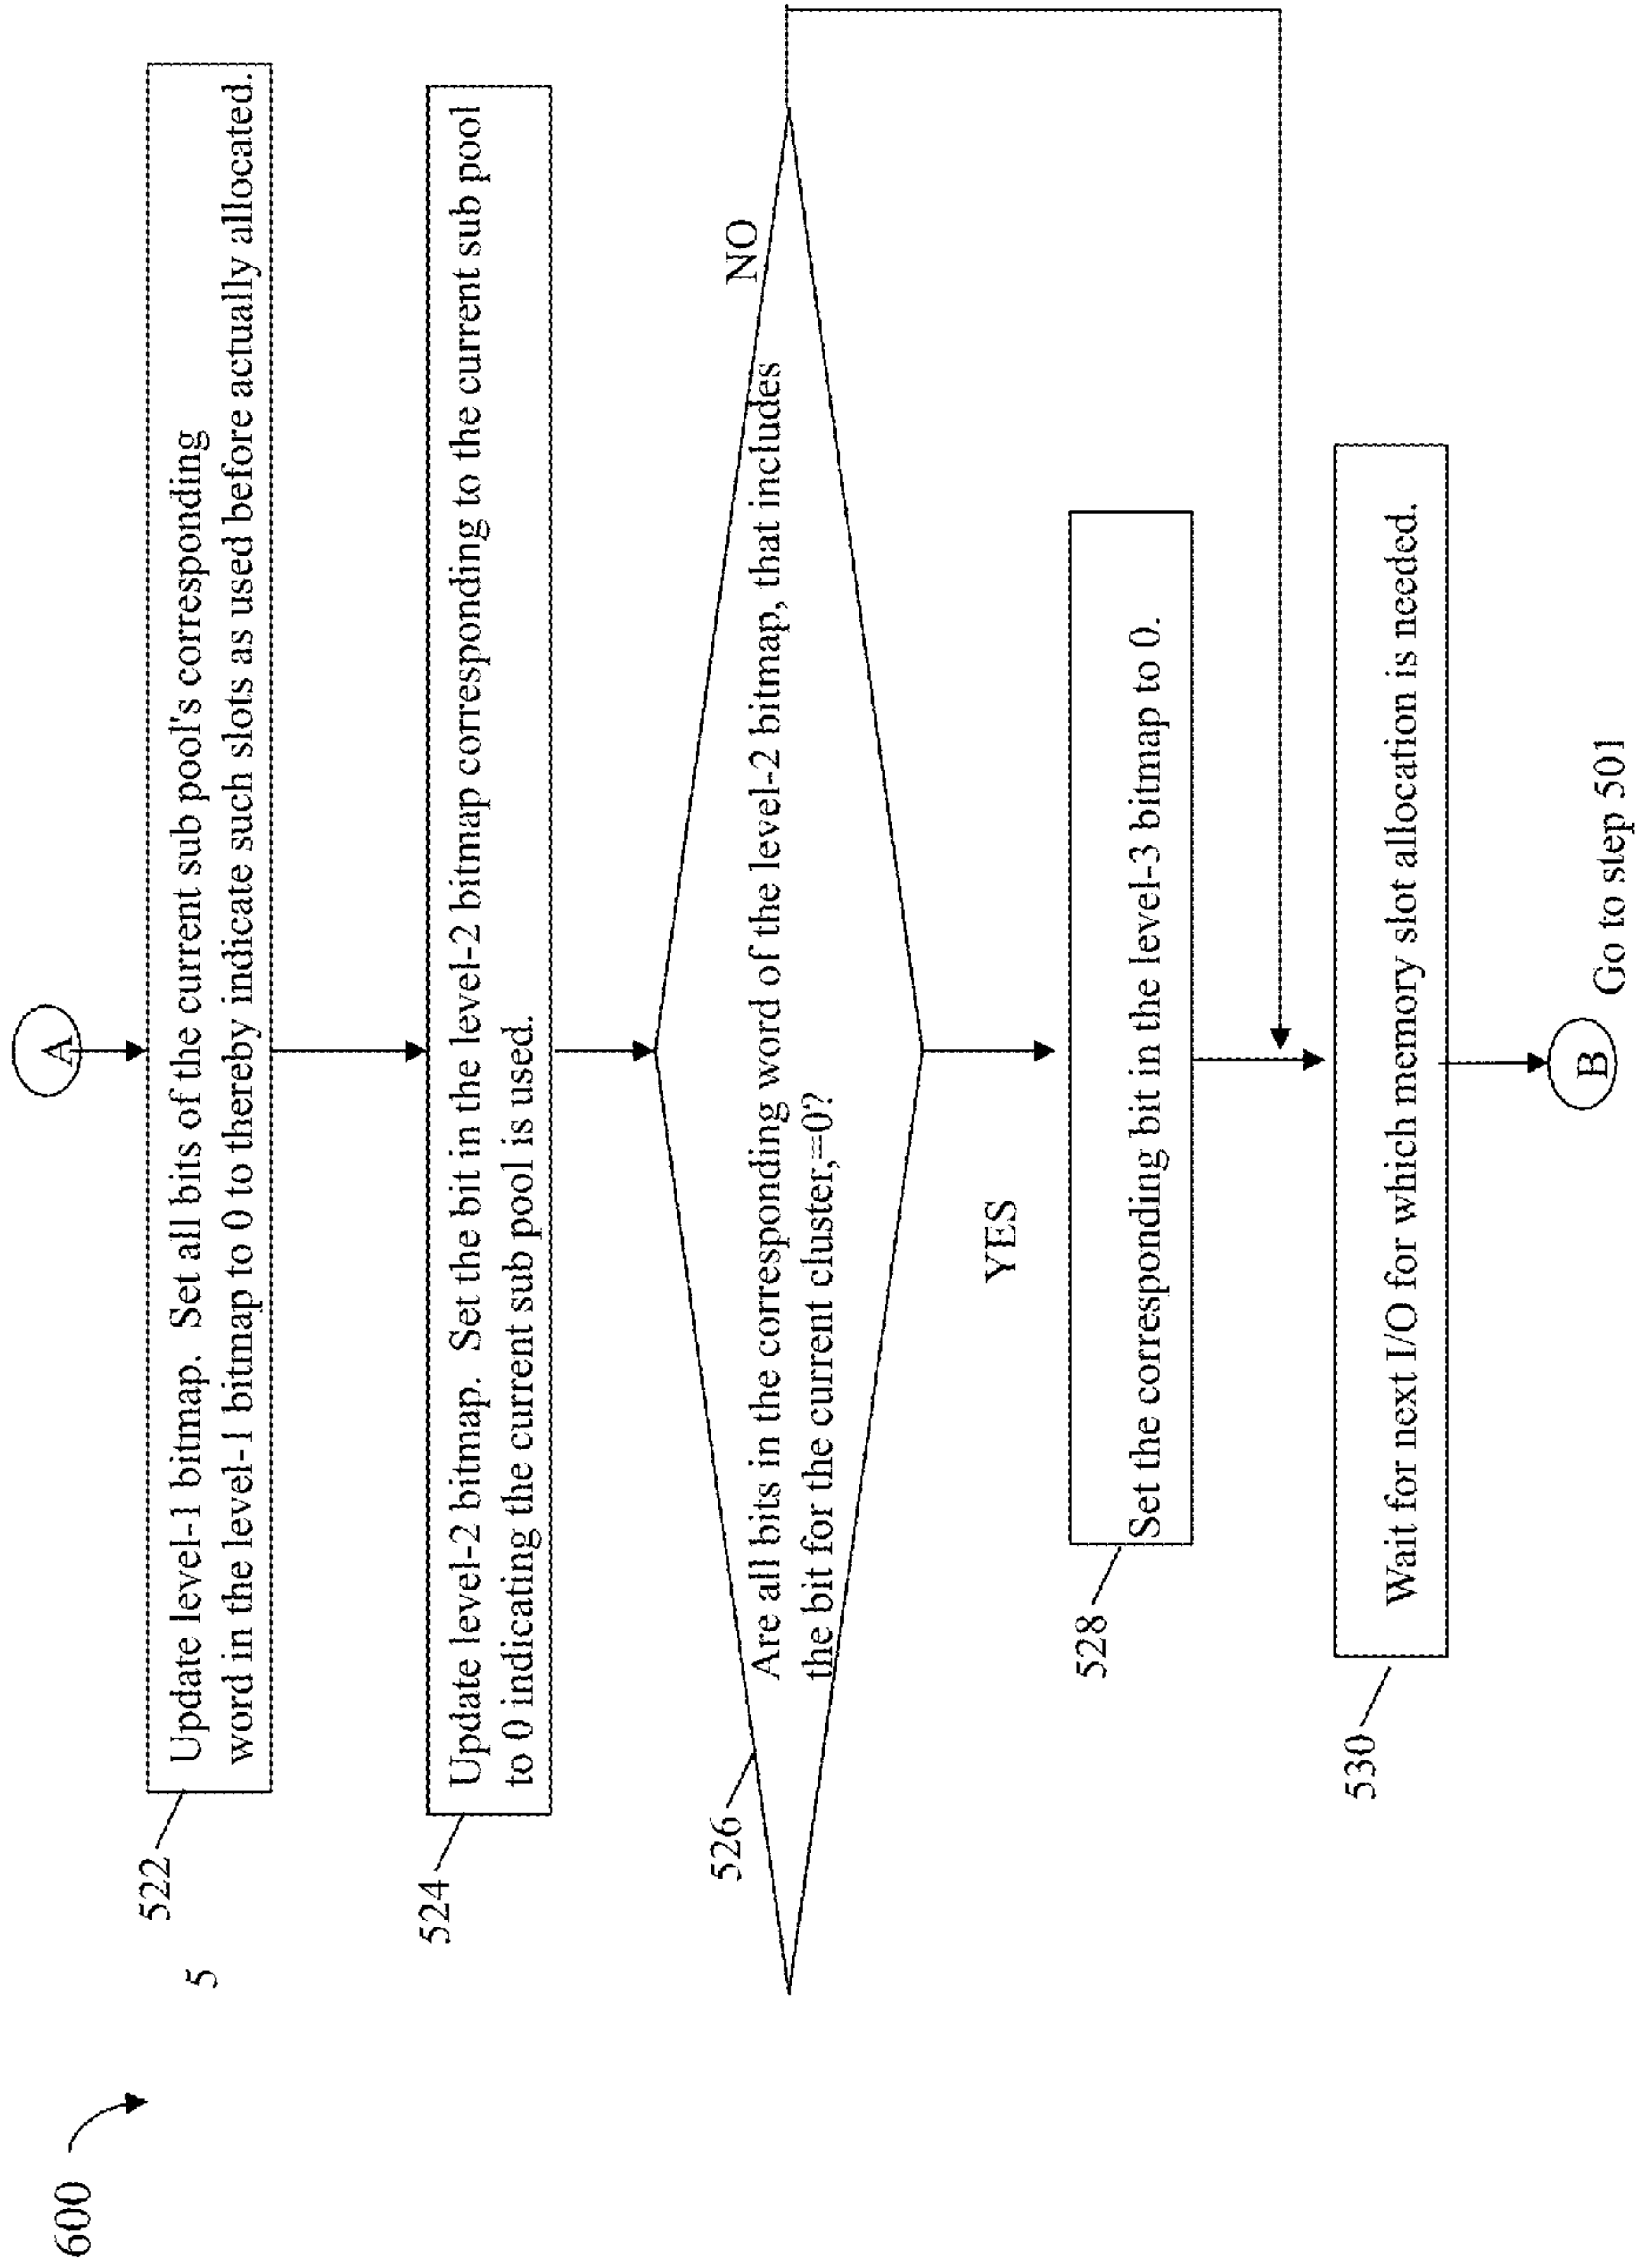 600
A
522
5
Update level-1 bitmap. Set all bits of the current sub pool's corresponding
word in the level-1 bitmap to 0 to thereby indicate such slots as used before actually allocated.
524
Update level-2 bitmap. Set the bit in the level-2 bitmap corresponding to the current sub pool
to 0 indicating the current sub pool is used.
526
Are all bits in the corresponding word of the level-2 bitmap, that includes
the bit for the current cluster,=0?
NO
YES
528
Set the corresponding bit in the level-3 bitmap to 0.
530
Wait for next I/O for which memory slot allocation is needed.
B
Go to step 501